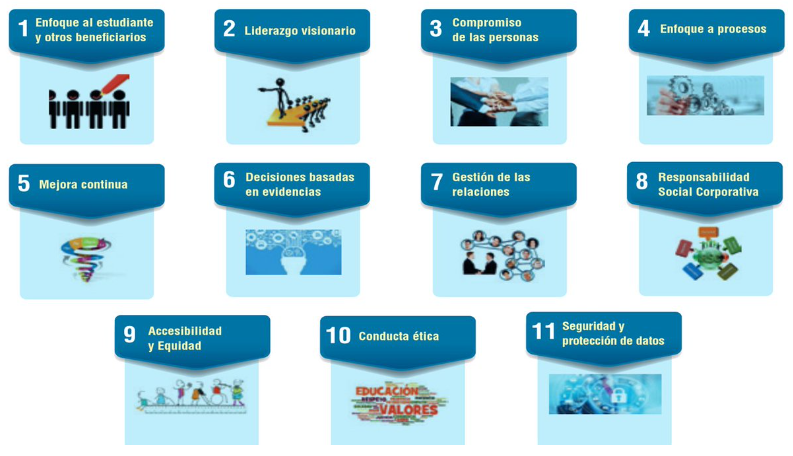 1 Enfoque al estudiante
y otros beneficiarios
2 Liderazgo visionario
3 Compromiso
de las personas
4 Enfoque a procesos
5 Mejora continua
6 Decisiones basadas
en evidencias
7 Gestión de las
relaciones
8 Responsabilidad
Social Corporativa
9 Accesibilidad
y Equidad
10 Conducta ética
EDUCACIÓN
RESPETO
VALORES
11 Seguridad y
protección de datos